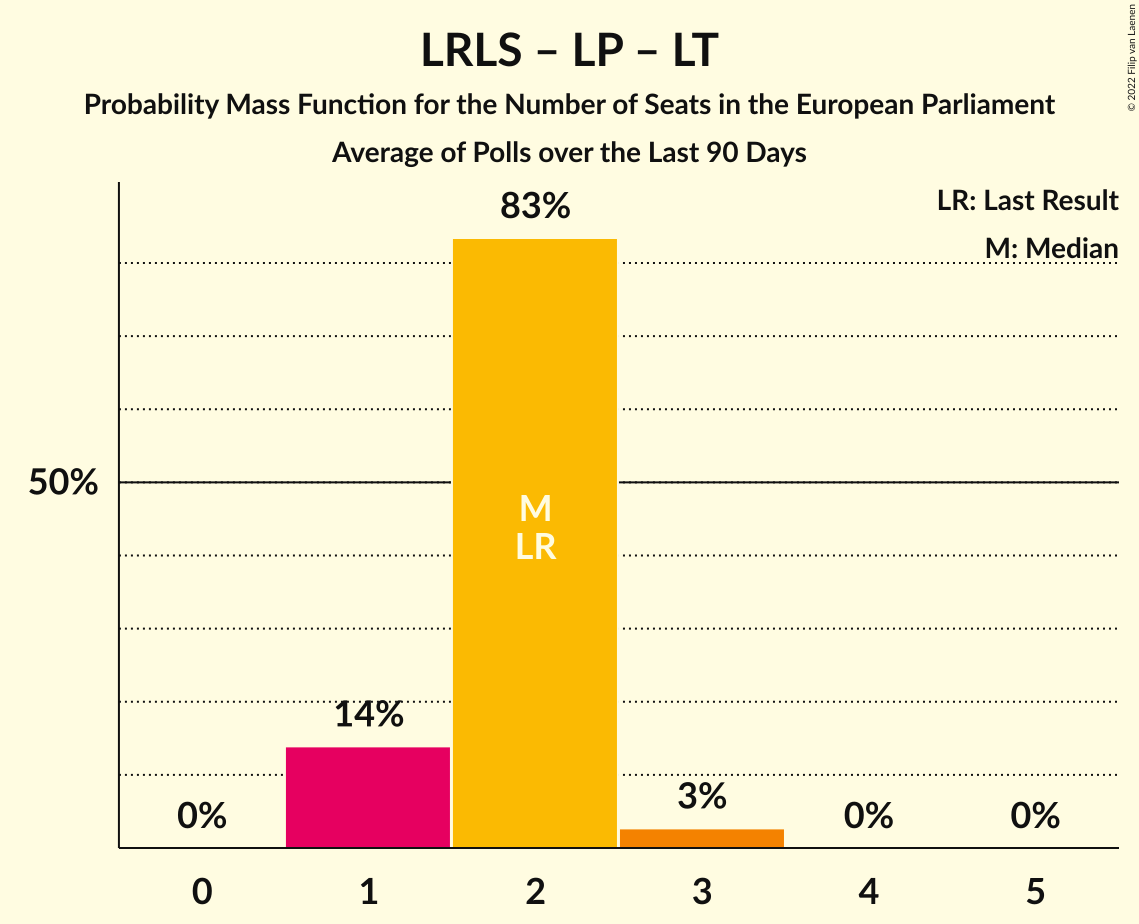 LRLS – LP – LT
Probability Mass Function for the Number of Seats in the European Parliament
Average of Polls over the Last 90 Days
© 2022 Filip van Laenen
LR: Last Result
M: Median
83%
50%
M
LR
14%
0%
3%
0%
0%
0
1
2
3
4
5